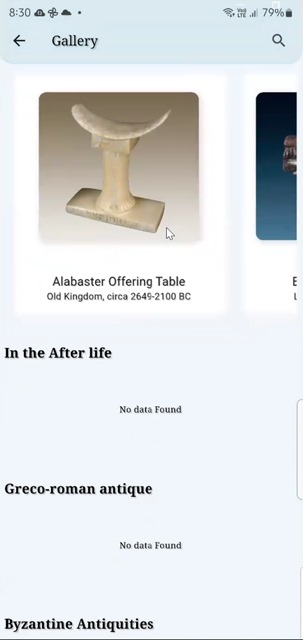 8:30 79%
Gallery
Alabaster Offering Table
Old Kingdom, circa 2649-2100 BC
In the After life
No data Found
Greco-roman antique
No data Found
Byzantine Antiquities